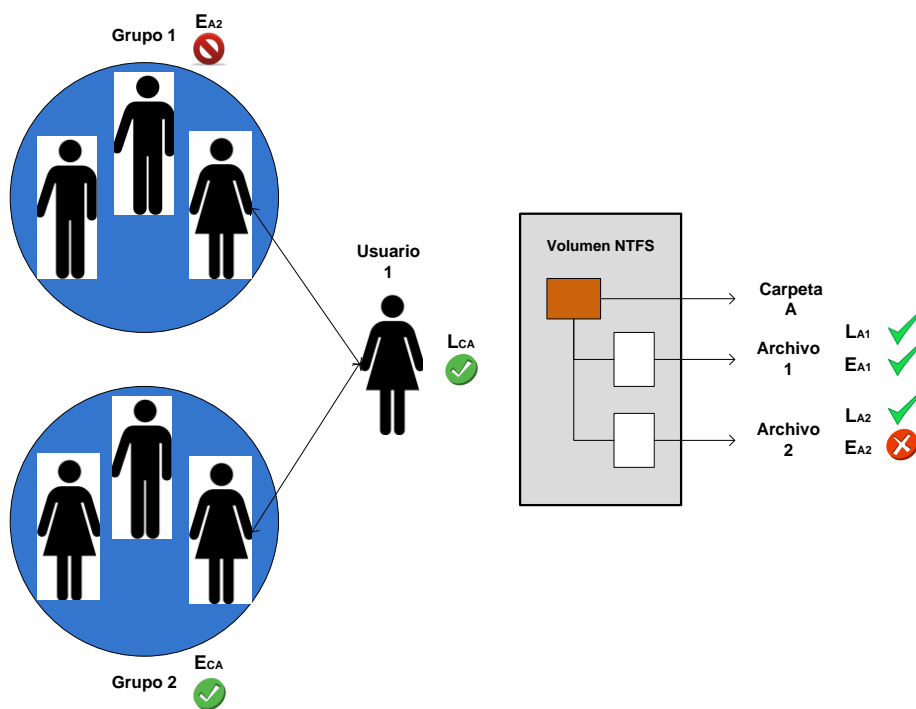 Grupo 1
EA2
Usuario
1
LCA
Volumen NTFS
Carpeta
A
LA1
Archivo
1
EA1
LA2
Archivo
2
EA2
ECA
Grupo 2